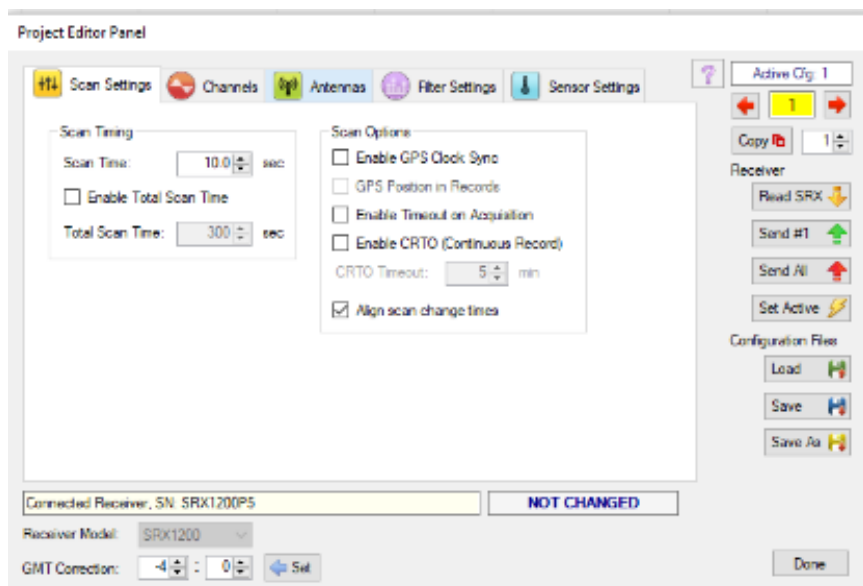 Project Editor Panel
Scan Settings
Channels
Antennas
Filter Settings
Sensor Settings
?
Active Cfg: 1
1
Copy
1
Scan Timing
Scan Time: 10.0 sec
Enable Total Scan Time
Total Scan Time: 300 sec
Scan Options
Enable GPS Clock Sync
GPS Position in Records
Enable Timeout on Acquisition
Enable CRTO (Continuous Record)
CRTO Timeout: 5 min
Align scan change times
Receiver
Read SRX
Send #1
Send All
Set Active
Configuration Files
Load
Save
Save As
Connected Receiver, SN: SRX1200P5
NOT CHANGED
Receiver Model: SRX1200
GMT Correction: -4 : 0 Set
Done